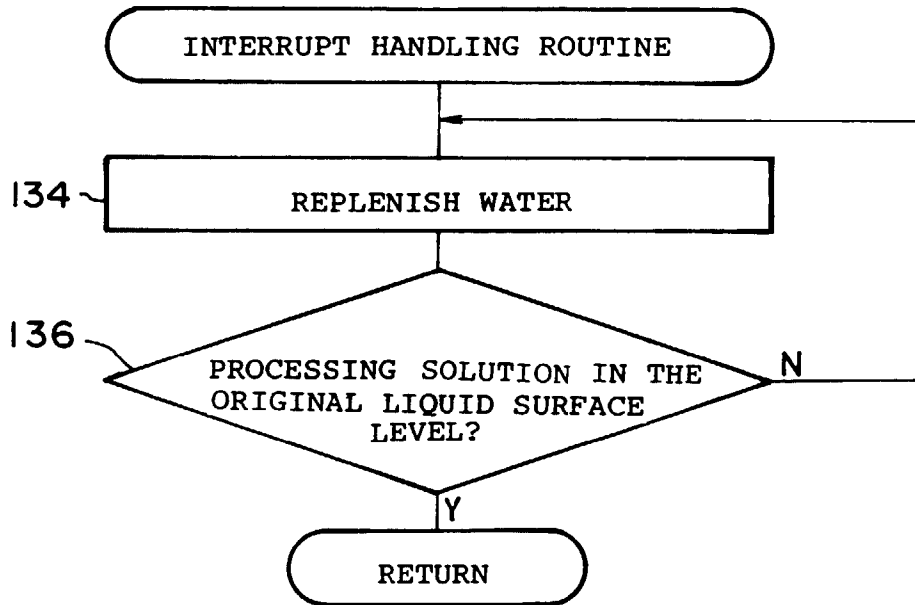 INTERRUPT HANDLING ROUTINE
134
REPLENISH WATER
136
PROCESSING SOLUTION IN THE
ORIGINAL LIQUID SURFACE
LEVEL?
N
Y
RETURN